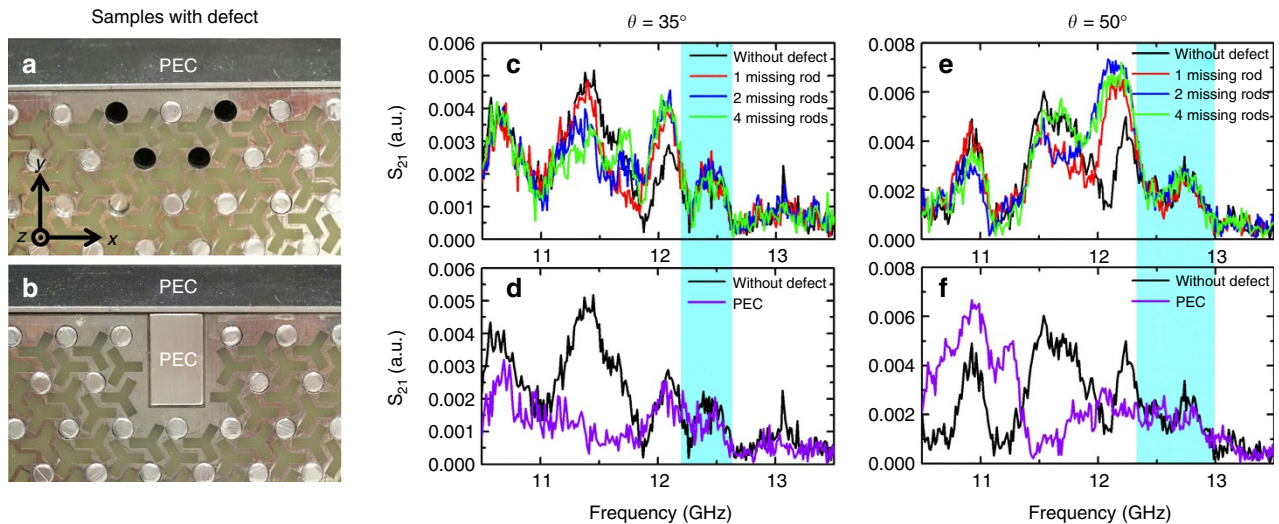 Samples with defect
a
PEC
y
z
x
b
PEC
PEC
θ = 35°
c
Without defect
1 missing rod
2 missing rods
4 missing rods
0.006
0.005
0.004
0.003
0.002
0.001
0.000
S21 (a.u.)
11
12
13
d
Without defect
PEC
0.006
0.005
0.004
0.003
0.002
0.001
0.000
S21 (a.u.)
11
12
13
Frequency (GHz)
θ = 50°
e
Without defect
1 missing rod
2 missing rods
4 missing rods
0.008
0.006
0.004
0.002
0.000
11
12
13
f
Without defect
PEC
0.008
0.006
0.004
0.002
0.000
11
12
13
Frequency (GHz)